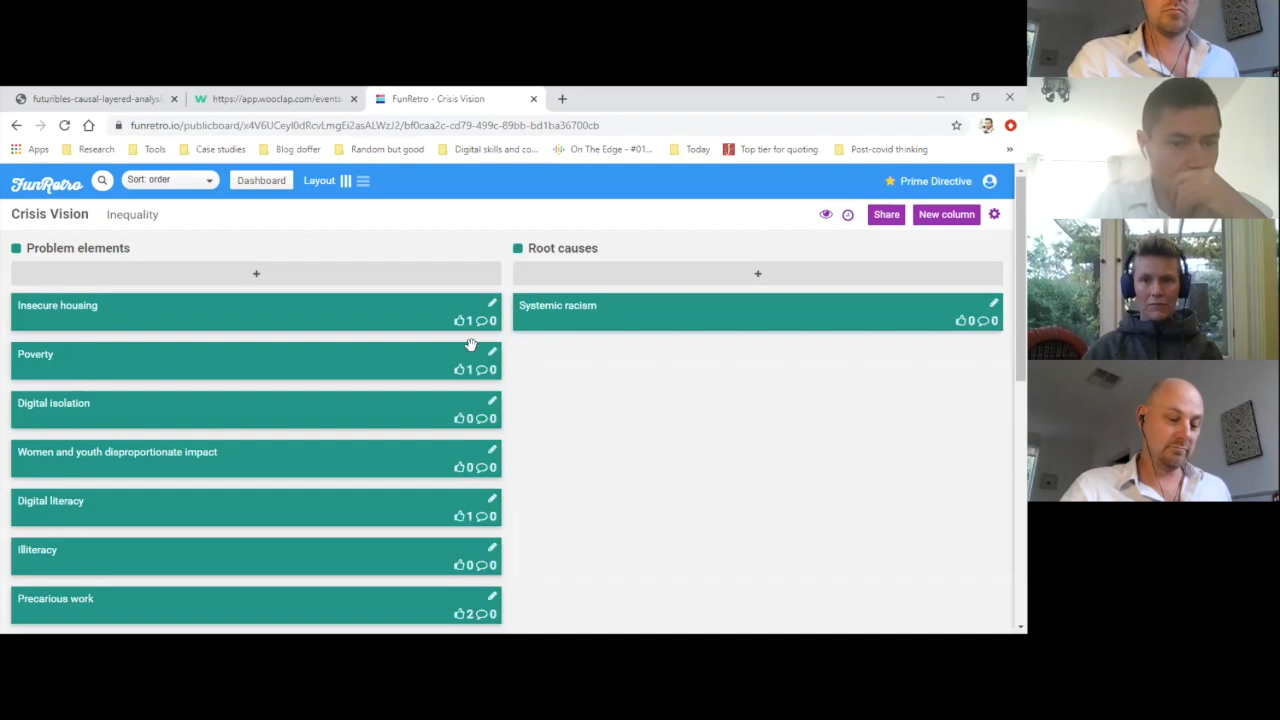 futuribles-causal-layered-analysis
https://app.wooclap.com/events-
FunRetro - Crisis Vision
funretro.io/publicboard/x4V6UCeyI0dRcvLmgEi2asALWzJ2/bf0caa2c-cd79-499c-89bb-bd1ba36700cb
Apps Research Tools Case studies Blog doffer Random but good Digital skills and co... On The Edge - #01... Today Top tier for quoting Post-covid thinking »
FunRetro Sort: order Dashboard Layout Prime Directive
Crisis Vision Inequality Share New column
Problem elements
+
Insecure housing
1 0
Poverty
1 0
Digital isolation
0 0
Women and youth disproportionate impact
0 0
Digital literacy
1 0
Illiteracy
0 0
Precarious work
2 0
Root causes
+
Systemic racism
0 0